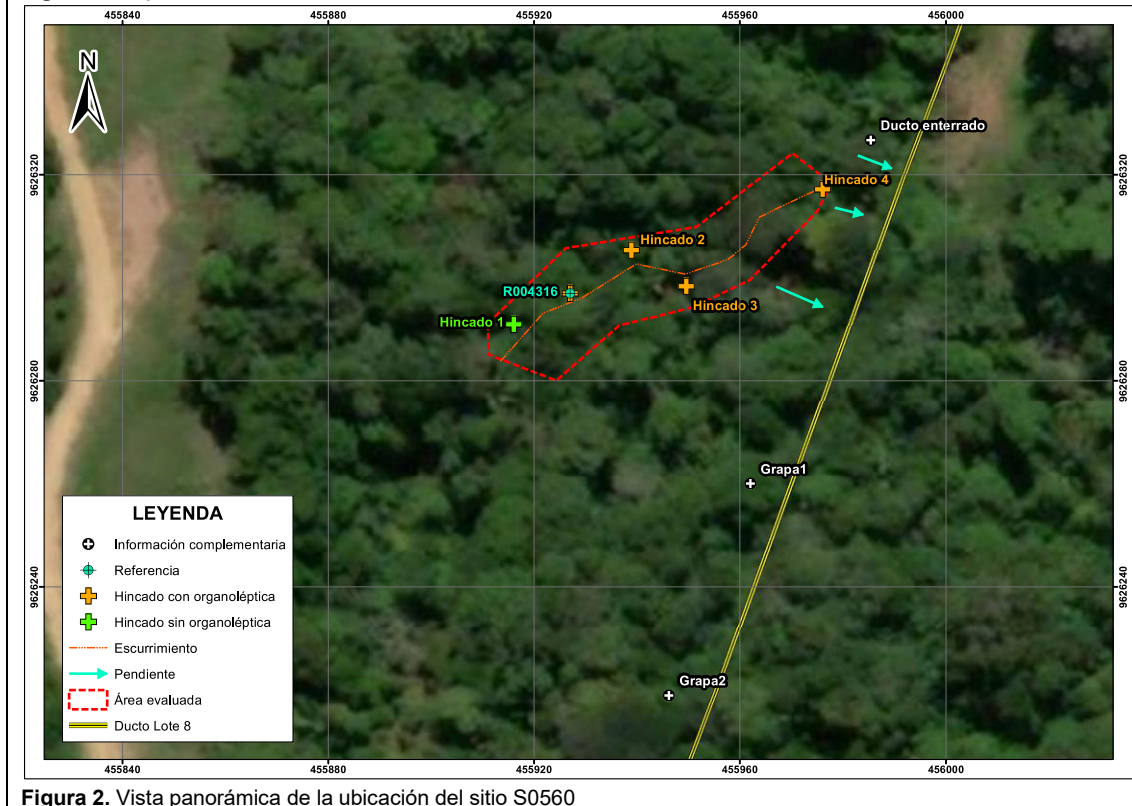 455840 455880 455920 455960 456000
N
Ducto enterrado
9626320 9626320
Hincado 4
Hincado 2
R004316
Hincado 3
Hincado 1
9626280 9626280
Grapa1
LEYENDA
Información complementaria
Referencia
9626240 9626240
Hincado con organoléptica
Hincado sin organoléptica
Escurrimiento
Pendiente
Grapa2
Área evaluada
Ducto Lote 8
455840 455880 455920 455960 456000
Figura 2. Vista panorámica de la ubicación del sitio S0560